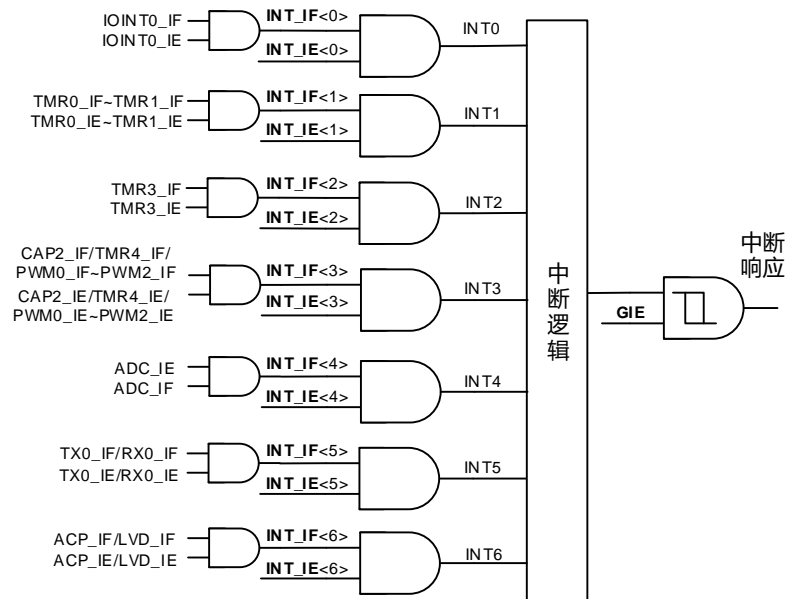 IOINT0_IF
IOINT0_IE
INT_IF<0>
INT_IE<0>
INT0
TMR0_IF~TMR1_IF
TMR0_IE~TMR1_IE
INT_IF<1>
INT_IE<1>
INT1
TMR3_IF
TMR3_IE
INT_IF<2>
INT_IE<2>
INT2
CAP2_IF/TMR4_IF/
PWM0_IF~PWM2_IF
CAP2_IE/TMR4_IE/
PWM0_IE~PWM2_IE
INT_IF<3>
INT_IE<3>
INT3
ADC_IE
ADC_IF
INT_IF<4>
INT_IE<4>
INT4
TX0_IF/RX0_IF
TX0_IE/RX0_IE
INT_IF<5>
INT_IE<5>
INT5
ACP_IF/LVD_IF
ACP_IE/LVD_IE
INT_IF<6>
INT_IE<6>
INT6
中断逻辑
GIE
中断
响应